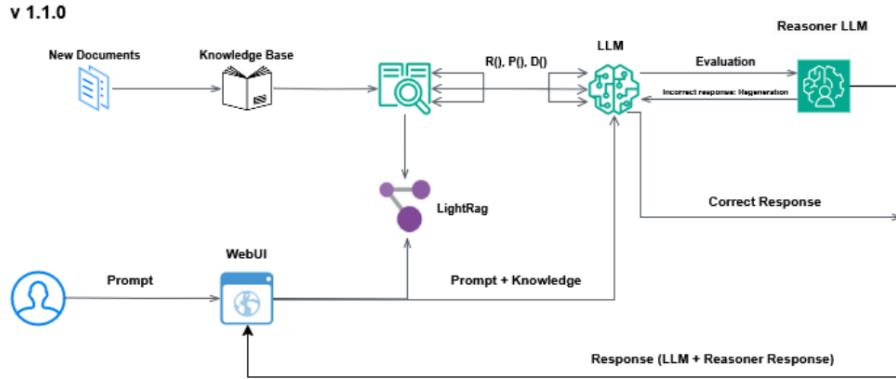 v 1.1.0
Reasoner LLM
New Documents
Knowledge Base
LLM
R(), P(), D()
Evaluation
Incorrect response: Regeneration
LightRag
Correct Response
WebUI
Prompt
Prompt + Knowledge
Response (LLM + Reasoner Response)